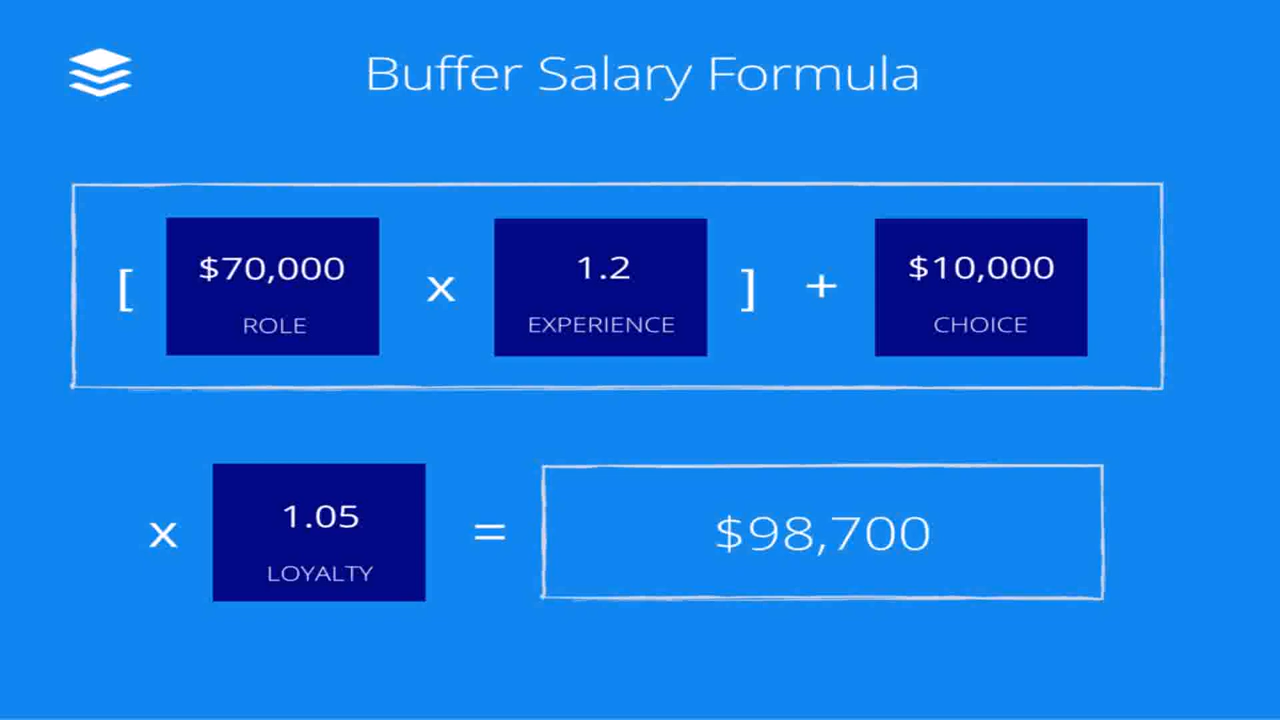 Buffer Salary Formula
[ $70,000 x 1.2 ] + $10,000
ROLE EXPERIENCE CHOICE
x 1.05 = $98,700
LOYALTY